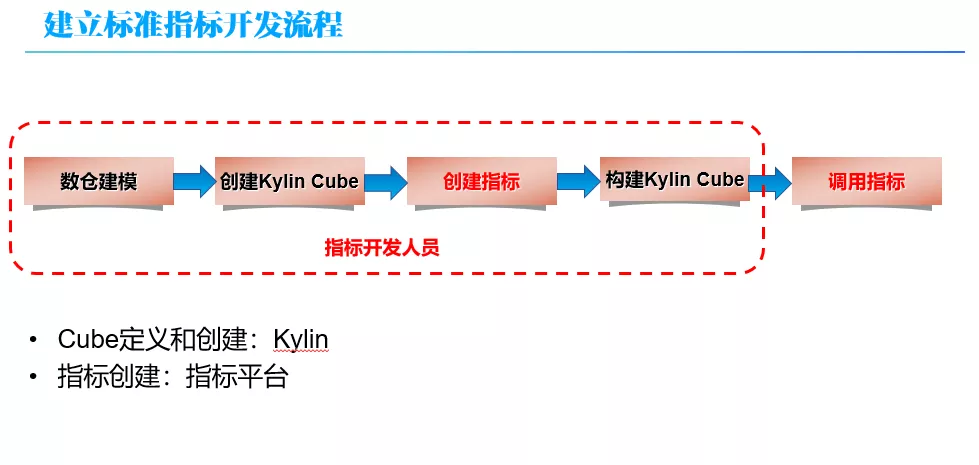 建立标准指标开发流程
数仓建模
创建Kylin Cube
创建指标
构建Kylin Cube
调用指标
指标开发人员
• Cube定义和创建：Kylin
• 指标创建：指标平台